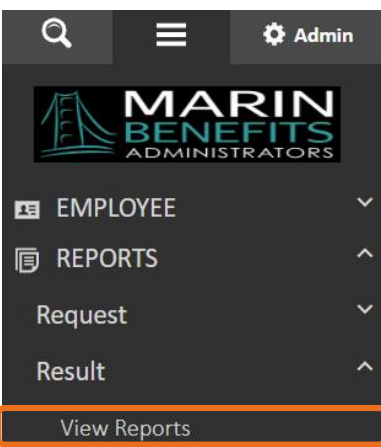 Admin
MARIN
BENEFITS
ADMINISTRATORS
EMPLOYEE
REPORTS
Request
Result
View Reports